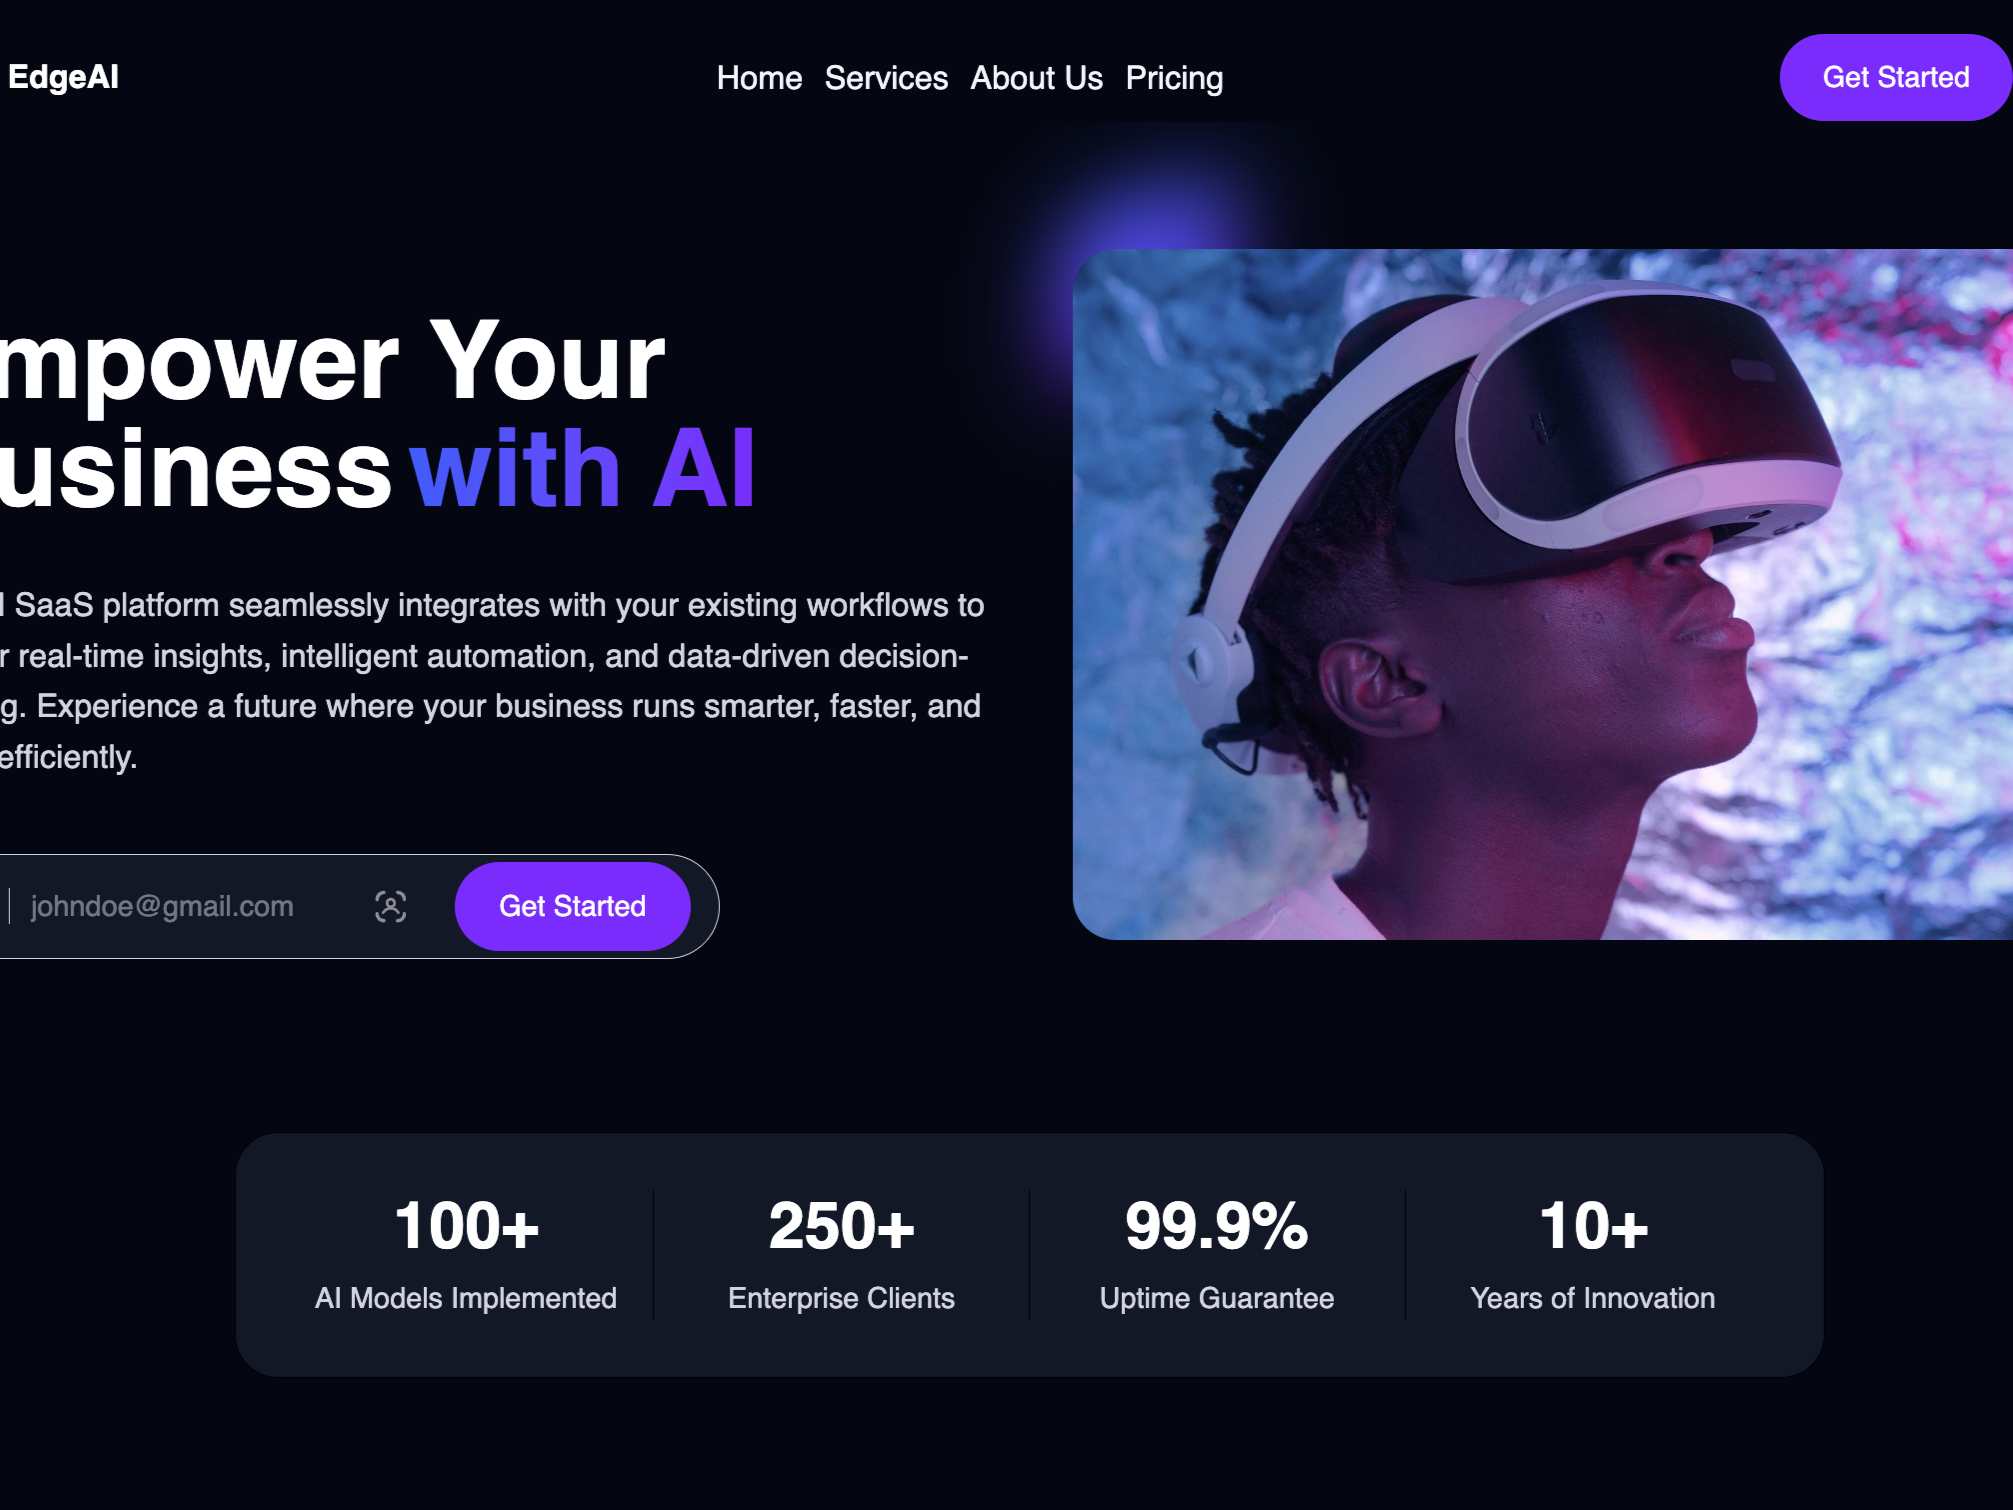 EdgeAI
Home Services About Us Pricing
Get Started
mpower Your
usiness with AI
SaaS platform seamlessly integrates with your existing workflows to
r real-time insights, intelligent automation, and data-driven decision-
g. Experience a future where your business runs smarter, faster, and
efficiently.
johndoe@gmail.com
Get Started
100+ 250+ 99.9% 10+
AI Models Implemented Enterprise Clients Uptime Guarantee Years of Innovation